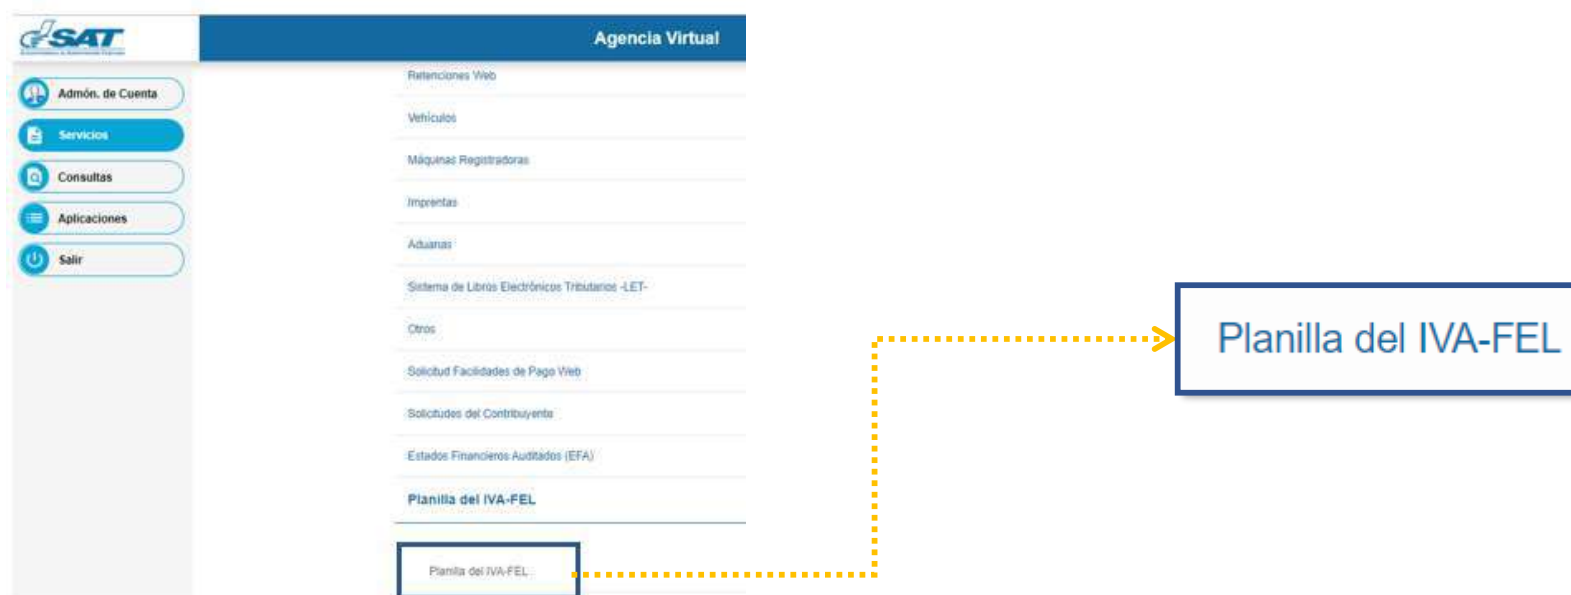 SAT
Agencia Virtual
Admón. de Cuenta
Servicios
Consultas
Aplicaciones
Salir
Retenciones Web
Vehículos
Máquinas Registradoras
Imprentas
Aduanas
Sistema de Libros Electrónicos Tributarios -LET-
Otros
Solicitud Facilidades de Pago Web
Solicitudes del Contribuyente
Estados Financieros Auditados (EFA)
Planilla del IVA-FEL
Planilla del IVA-FEL
Planilla del IVA-FEL